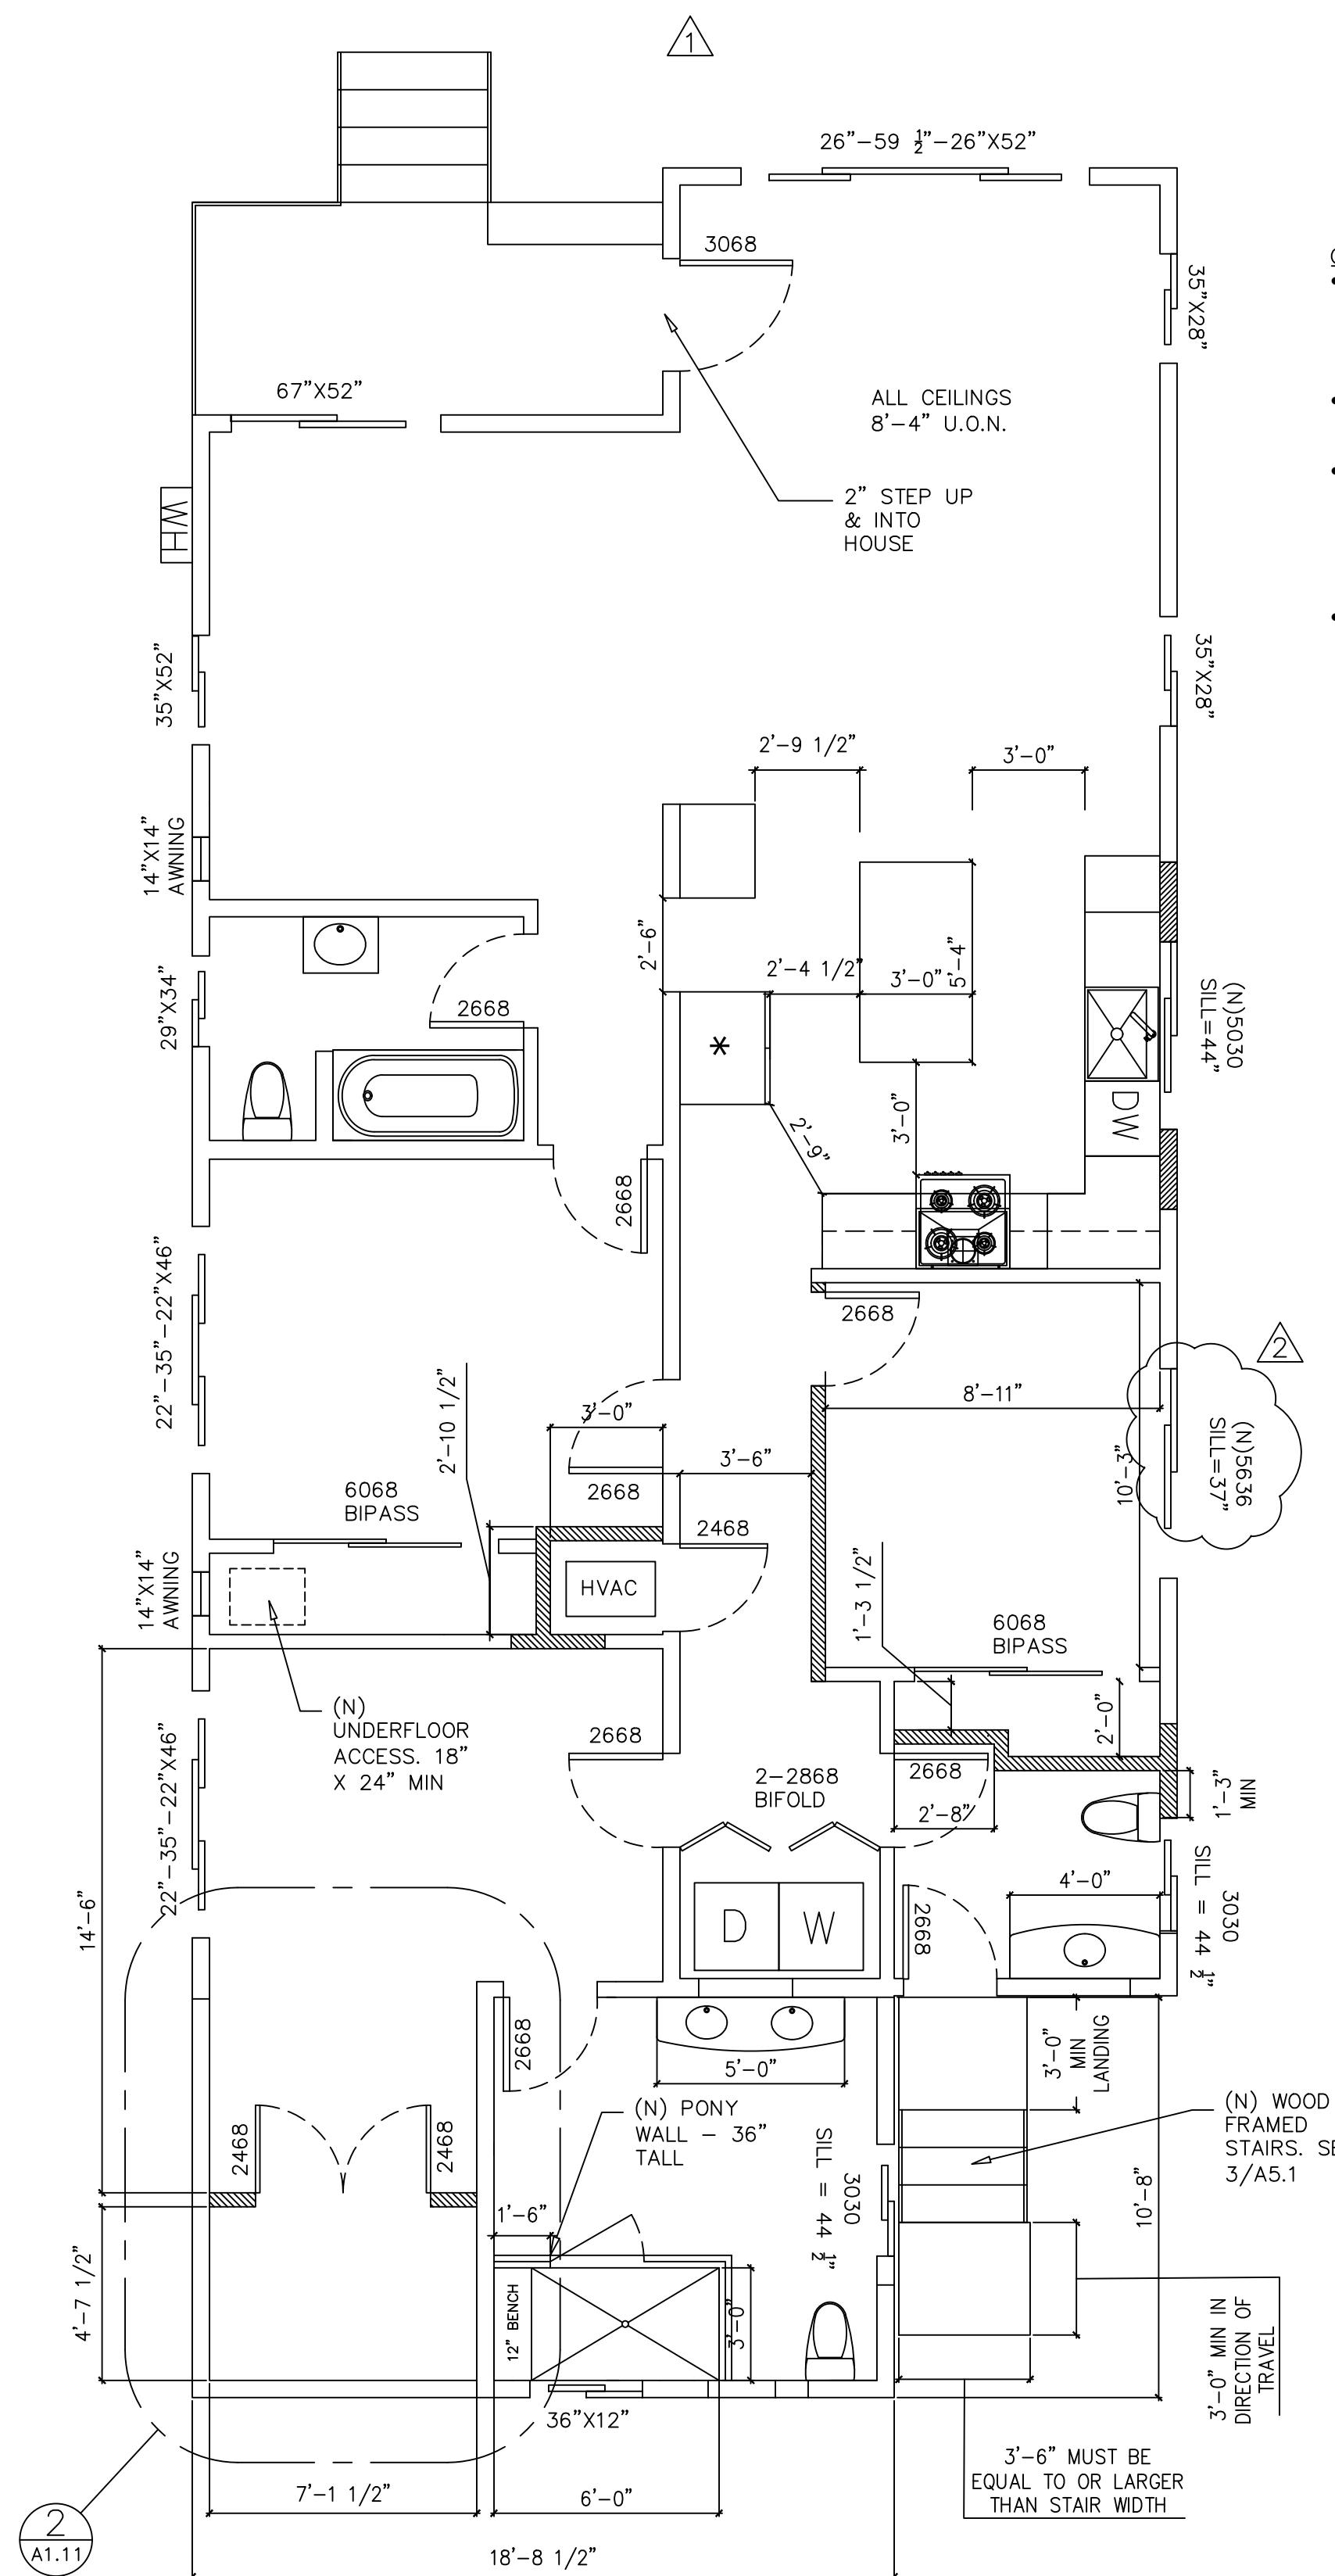 1
26"-59 ½"-26"X52"
3068
35"X28"
67"X52"
ALL CEILINGS
8'-4" U.O.N.
2" STEP UP
& INTO
HOUSE
WH
35"X52"
35"X28"
2'-9 1/2"
3'-0"
14"X14"
AWNING
2'-6"
2'-4 1/2"
3'-0"
5'-4"
29"X34"
2668
*
(N)5030
SILL=44"
DW
3'-0"
2'-9"
2668
22"-35"-22"X46"
2668
2
8'-11"
(N)5636
SILL=37"
10'-3"
2'-10 1/2"
3'-0"
3'-6"
6068
BIPASS
2668
2468
HVAC
14"X14"
AWNING
1'-3 1/2"
6068
BIPASS
2'-0"
(N)
UNDERFLOOR
ACCESS. 18"
X 24" MIN
2668
2-2868
BIFOLD
2668
2'-8"
1'-3"
MIN
22"-35"-22"X46"
14'-6"
D
W
2668
4'-0"
3030
SILL = 44 ½"
2668
5'-0"
3'-0"
MIN
LANDING
(N) PONY
WALL - 36"
TALL
(N) WOOD
FRAMED
STAIRS. SE
3/A5.1
2468
2468
3030
SILL = 44 ½"
10'-8"
1'-6"
4'-7 1/2"
12" BENCH
3'-0"
3'-0" MIN IN
DIRECTION OF
TRAVEL
36"X12"
3'-6" MUST BE
EQUAL TO OR LARGER
THAN STAIR WIDTH
7'-1 1/2"
6'-0"
2
A1.11
18'-8 1/2"